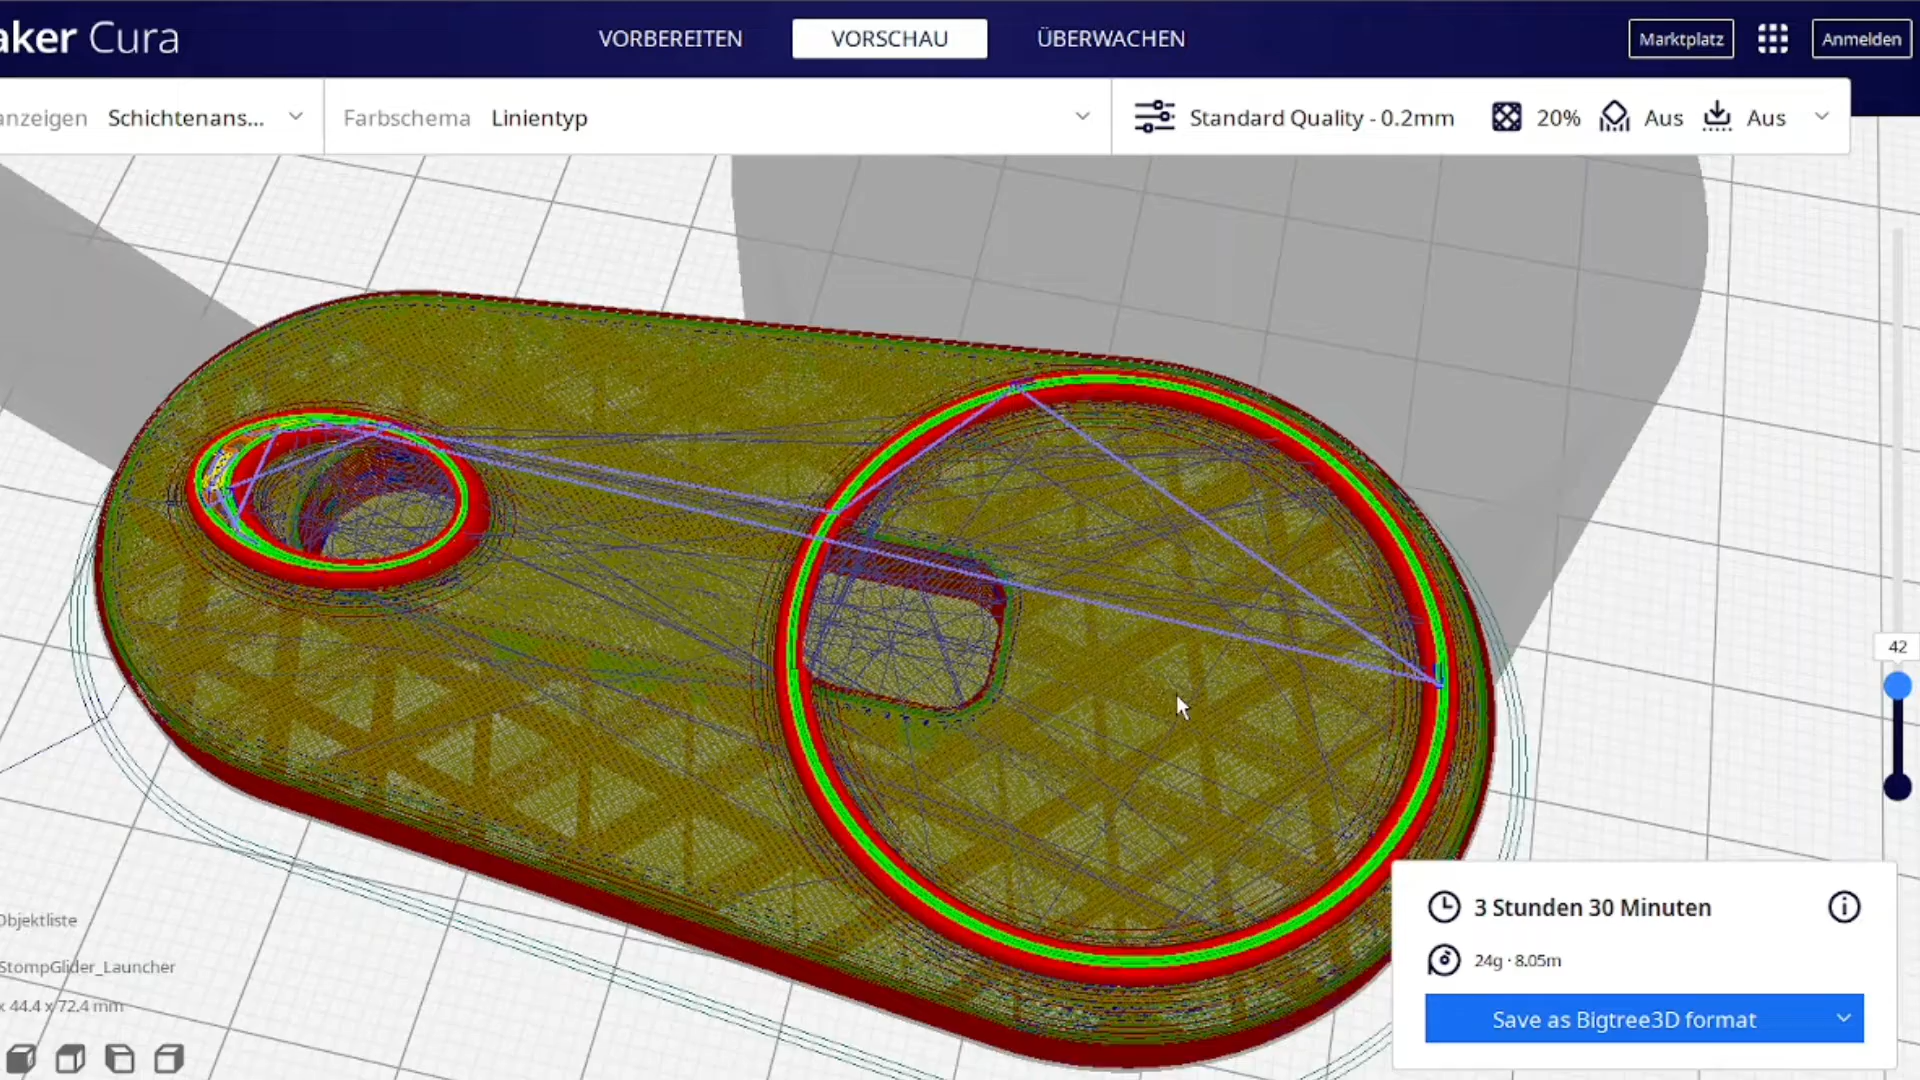 aker Cura
VORBEREITEN
VORSCHAU
ÜBERWACHEN
Marktplatz
Anmelden
anzeigen Schichtenans...
Farbschema Linientyp
Standard Quality - 0.2mm
20%
Aus
Aus
42
Objektliste
StompGlider_Launcher
x 44.4 x 72.4 mm
3 Stunden 30 Minuten
24g · 8.05m
Save as Bigtree3D format